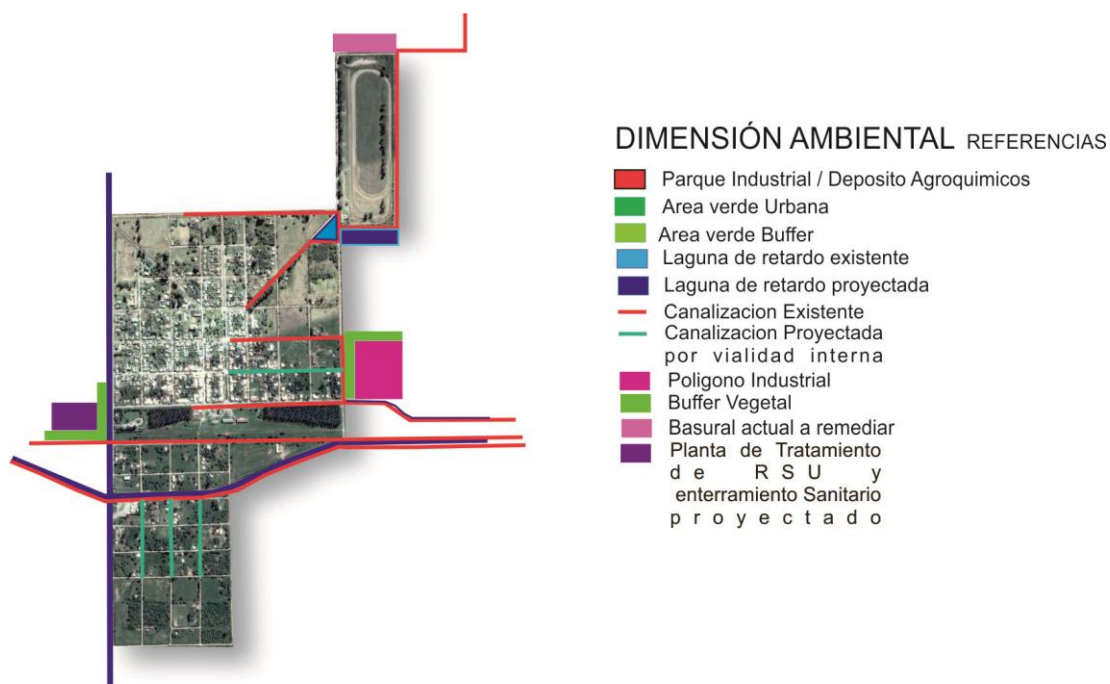 DIMENSIÓN AMBIENTAL REFERENCIAS
Parque Industrial / Deposito Agroquimicos
Area verde Urbana
Area verde Buffer
Laguna de retardo existente
Laguna de retardo proyectada
Canalizacion Existente
Canalizacion Proyectada
por vialidad interna
Poligono Industrial
Buffer Vegetal
Basural actual a remediar
Planta de Tratamiento
de RSU y
enterramiento Sanitario
proyectado